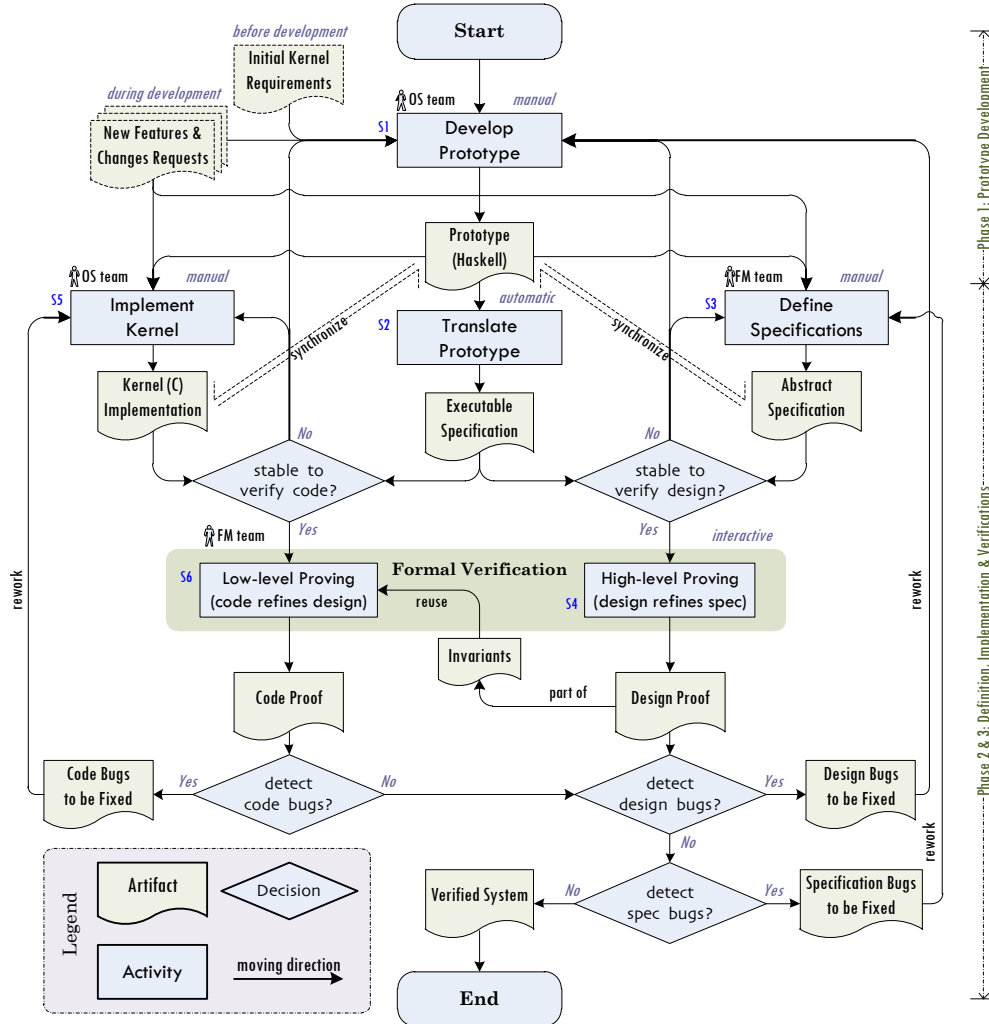 Start
before development
Initial Kernel
Requirements
during development
New Features &
Changes Requests
OS team
manual
S1
Develop
Prototype
Prototype
(Haskell)
OS team
manual
S5
Implement
Kernel
automatic
S2
Translate
Prototype
FM team
manual
S3
Define
Specifications
synchronize
synchronize
Kernel (C)
Implementation
Executable
Specification
Abstract
Specification
No
No
stable to
verify code?
stable to
verify design?
Yes
Yes
FM team
interactive
Formal Verification
S6
Low-level Proving
(code refines design)
reuse
High-level Proving
(design refines spec)
S4
rework
rework
Invariants
part of
Code Proof
Design Proof
Code Bugs
to be Fixed
Yes
detect
code bugs?
No
detect
design bugs?
Yes
Design Bugs
to be Fixed
No
rework
Verified System
No
detect
spec bugs?
Yes
Specification Bugs
to be Fixed
End
Legend
Artifact
Decision
Activity
moving direction
Phase 1: Prototype Development
Phase 2 & 3: Definition, Implementation & Verifications